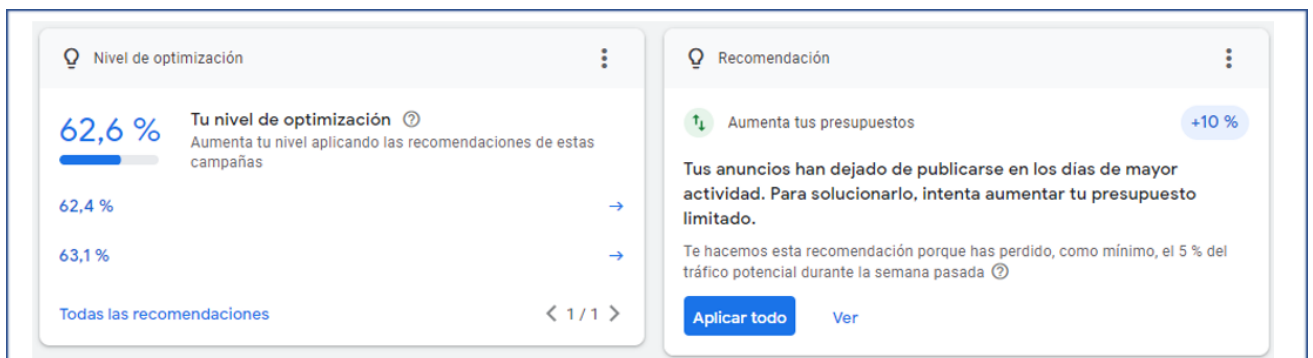 Nivel de optimización
62,6 %
Tu nivel de optimización
Aumenta tu nivel aplicando las recomendaciones de estas
campañas
62,4 %
63,1 %
Todas las recomendaciones
1 / 1
Recomendación
Aumenta tus presupuestos
+10 %
Tus anuncios han dejado de publicarse en los días de mayor
actividad. Para solucionarlo, intenta aumentar tu presupuesto
limitado.
Te hacemos esta recomendación porque has perdido, como mínimo, el 5 % del
tráfico potencial durante la semana pasada
Aplicar todo
Ver